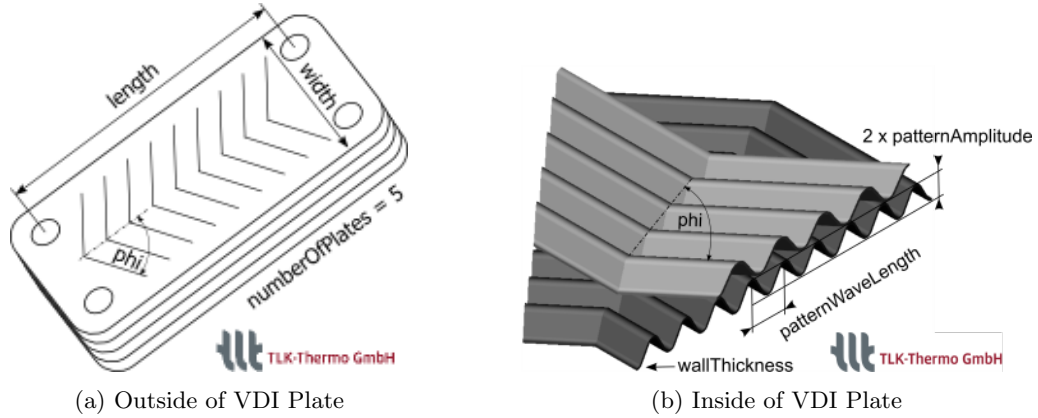 length
width
phi
numberOfPlates = 5
TLK-Thermo GmbH
(a) Outside of VDI Plate
2 x patternAmplitude
phi
patternWaveLength
wallThickness
TLK-Thermo GmbH
(b) Inside of VDI Plate